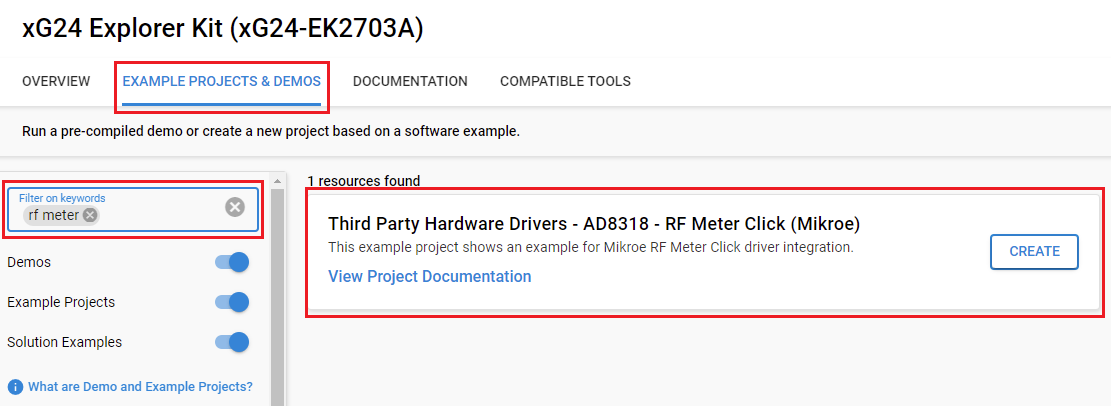 xG24 Explorer Kit (xG24-EK2703A)
OVERVIEW EXAMPLE PROJECTS & DEMOS DOCUMENTATION COMPATIBLE TOOLS
Run a pre-compiled demo or create a new project based on a software example.
Filter on keywords
rf meter
Demos
Example Projects
Solution Examples
What are Demo and Example Projects?
1 resources found
Third Party Hardware Drivers - AD8318 - RF Meter Click (Mikroe)
This example project shows an example for Mikroe RF Meter Click driver integration.
View Project Documentation
CREATE